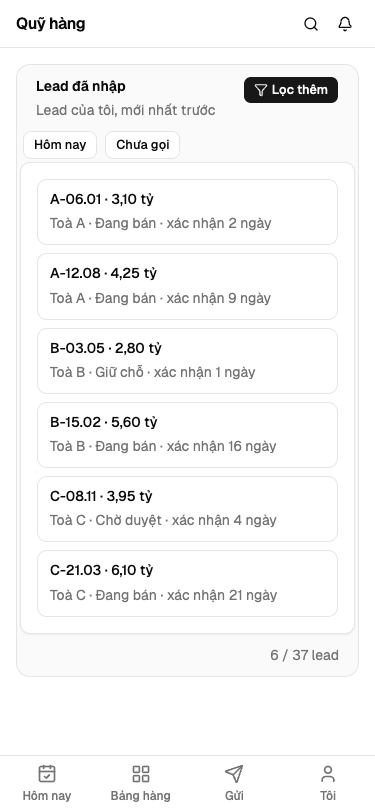 Quỹ hàng
Lead đã nhập
Lọc thêm
Lead của tôi, mới nhất trước
Hôm nay
Chưa gọi
A-06.01 · 3,10 tỷ
Toà A · Đang bán · xác nhận 2 ngày
A-12.08 · 4,25 tỷ
Toà A · Đang bán · xác nhận 9 ngày
B-03.05 · 2,80 tỷ
Toà B · Giữ chỗ · xác nhận 1 ngày
B-15.02 · 5,60 tỷ
Toà B · Đang bán · xác nhận 16 ngày
C-08.11 · 3,95 tỷ
Toà C · Chờ duyệt · xác nhận 4 ngày
C-21.03 · 6,10 tỷ
Toà C · Đang bán · xác nhận 21 ngày
6 / 37 lead
Hôm nay
Bảng hàng
Gửi
Tôi